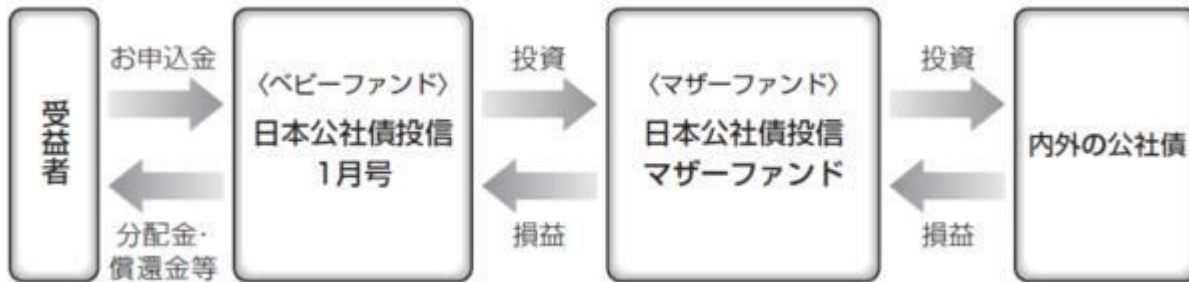 受益者
お申込金
分配金・
償還金等
〈ベビーファンド〉
日本公社債投信
1月号
投資
損益
〈マザーファンド〉
日本公社債投信
マザーファンド
投資
損益
内外の公社債